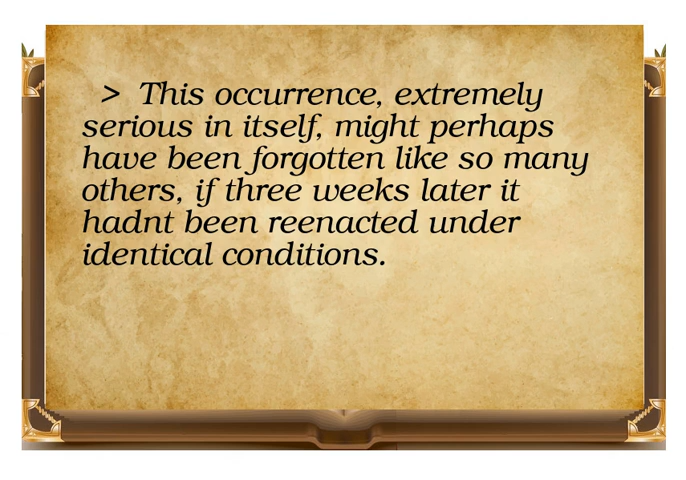 > This occurrence, extremely
serious in itself, might perhaps
have been forgotten like so many
others, if three weeks later it
hadnt been reenacted under
identical conditions.